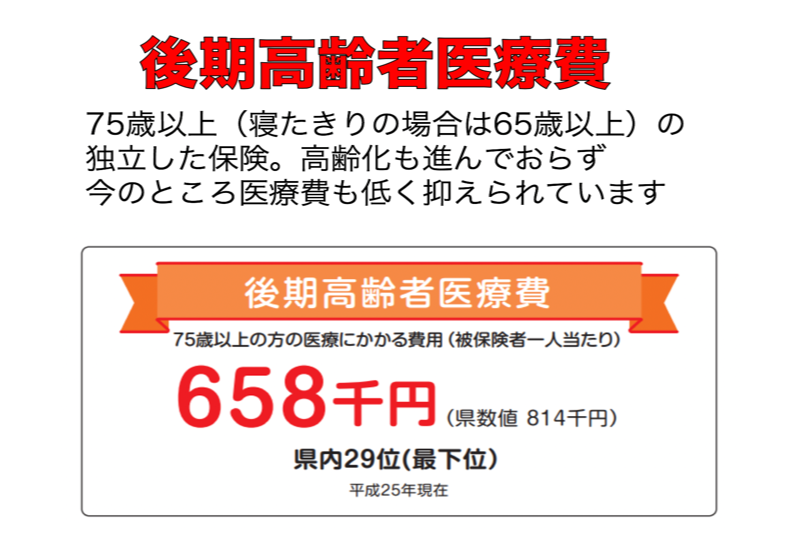 後期高齢者医療費
75歳以上（寝たきりの場合は65歳以上）の
独立した保険。高齢化も進んでおらず
今のところ医療費も低く抑えられています
後期高齢者医療費
75歳以上の方の医療にかかる費用（被保険者一人当たり）
658千円（県数値 814千円）
県内29位(最下位）
平成25年現在